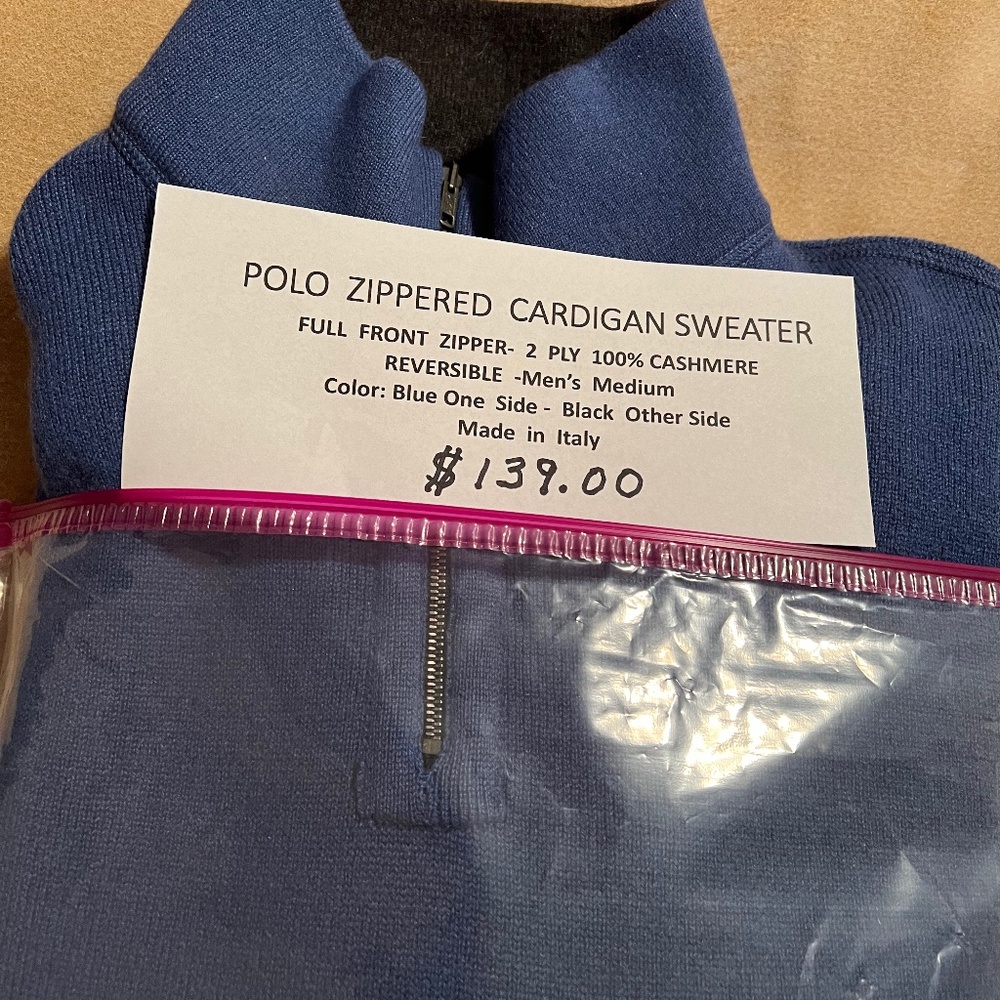 POLO ZIPPERED CARDIGAN SWEATER
FULL FRONT ZIPPER- 2 PLY 100% CASHMERE
REVERSIBLE -Men's Medium
Color: Blue One Side - Black Other Side
Made in Italy
$139.00